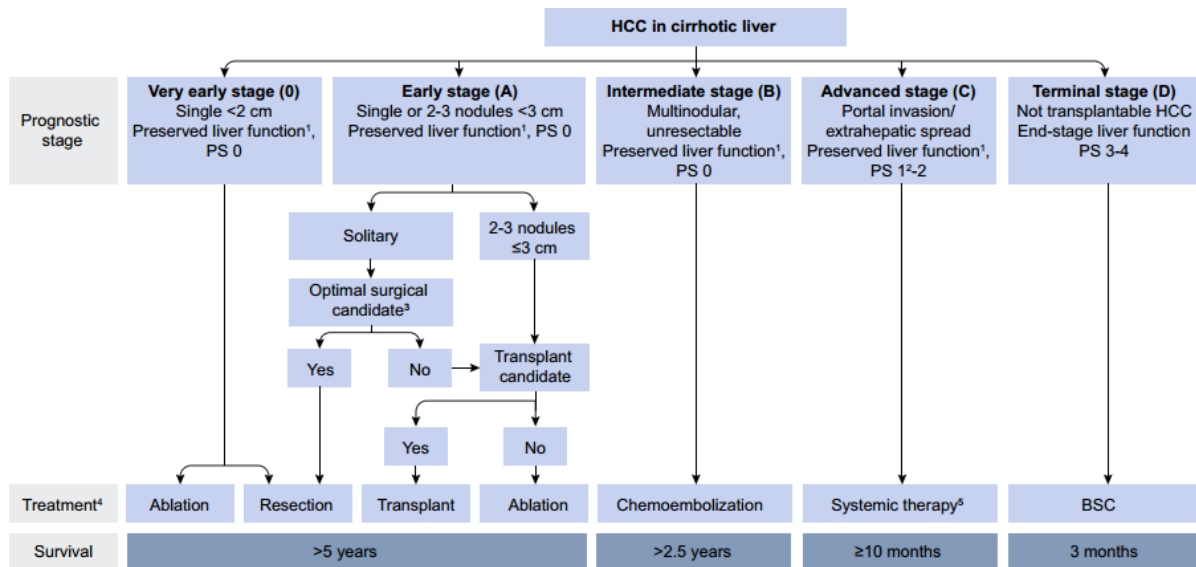 HCC in cirrhotic liver
Prognostic
stage
Very early stage (0)
Single <2 cm
Preserved liver function¹,
PS 0
Early stage (A)
Single or 2-3 nodules <3 cm
Preserved liver function¹, PS 0
Intermediate stage (B)
Multinodular,
unresectable
Preserved liver function¹,
PS 0
Advanced stage (C)
Portal invasion/
extrahepatic spread
Preserved liver function¹,
PS 1²-2
Terminal stage (D)
Not transplantable HCC
End-stage liver function
PS 3-4
Solitary
2-3 nodules
≤3 cm
Optimal surgical
candidate³
Yes
No
Transplant
candidate
Yes
No
Treatment⁴
Ablation
Resection
Transplant
Ablation
Chemoembolization
Systemic therapy⁵
BSC
Survival
>5 years
>2.5 years
≥10 months
3 months